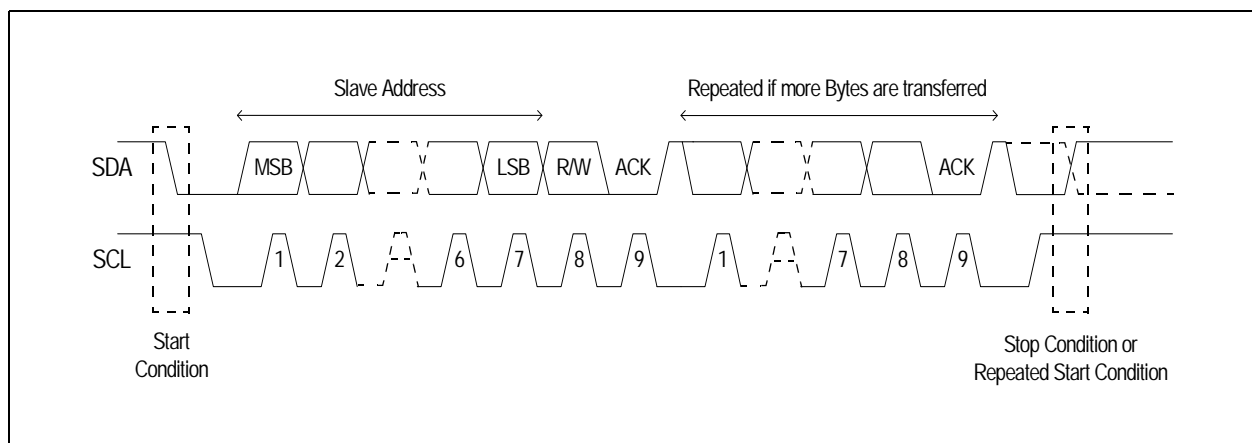 Slave Address
Repeated if more Bytes are transferred
SDA
MSB
LSB
R/W
ACK
ACK
SCL
1
2
6
7
8
9
1
7
8
9
Start
Condition
Stop Condition or
Repeated Start Condition